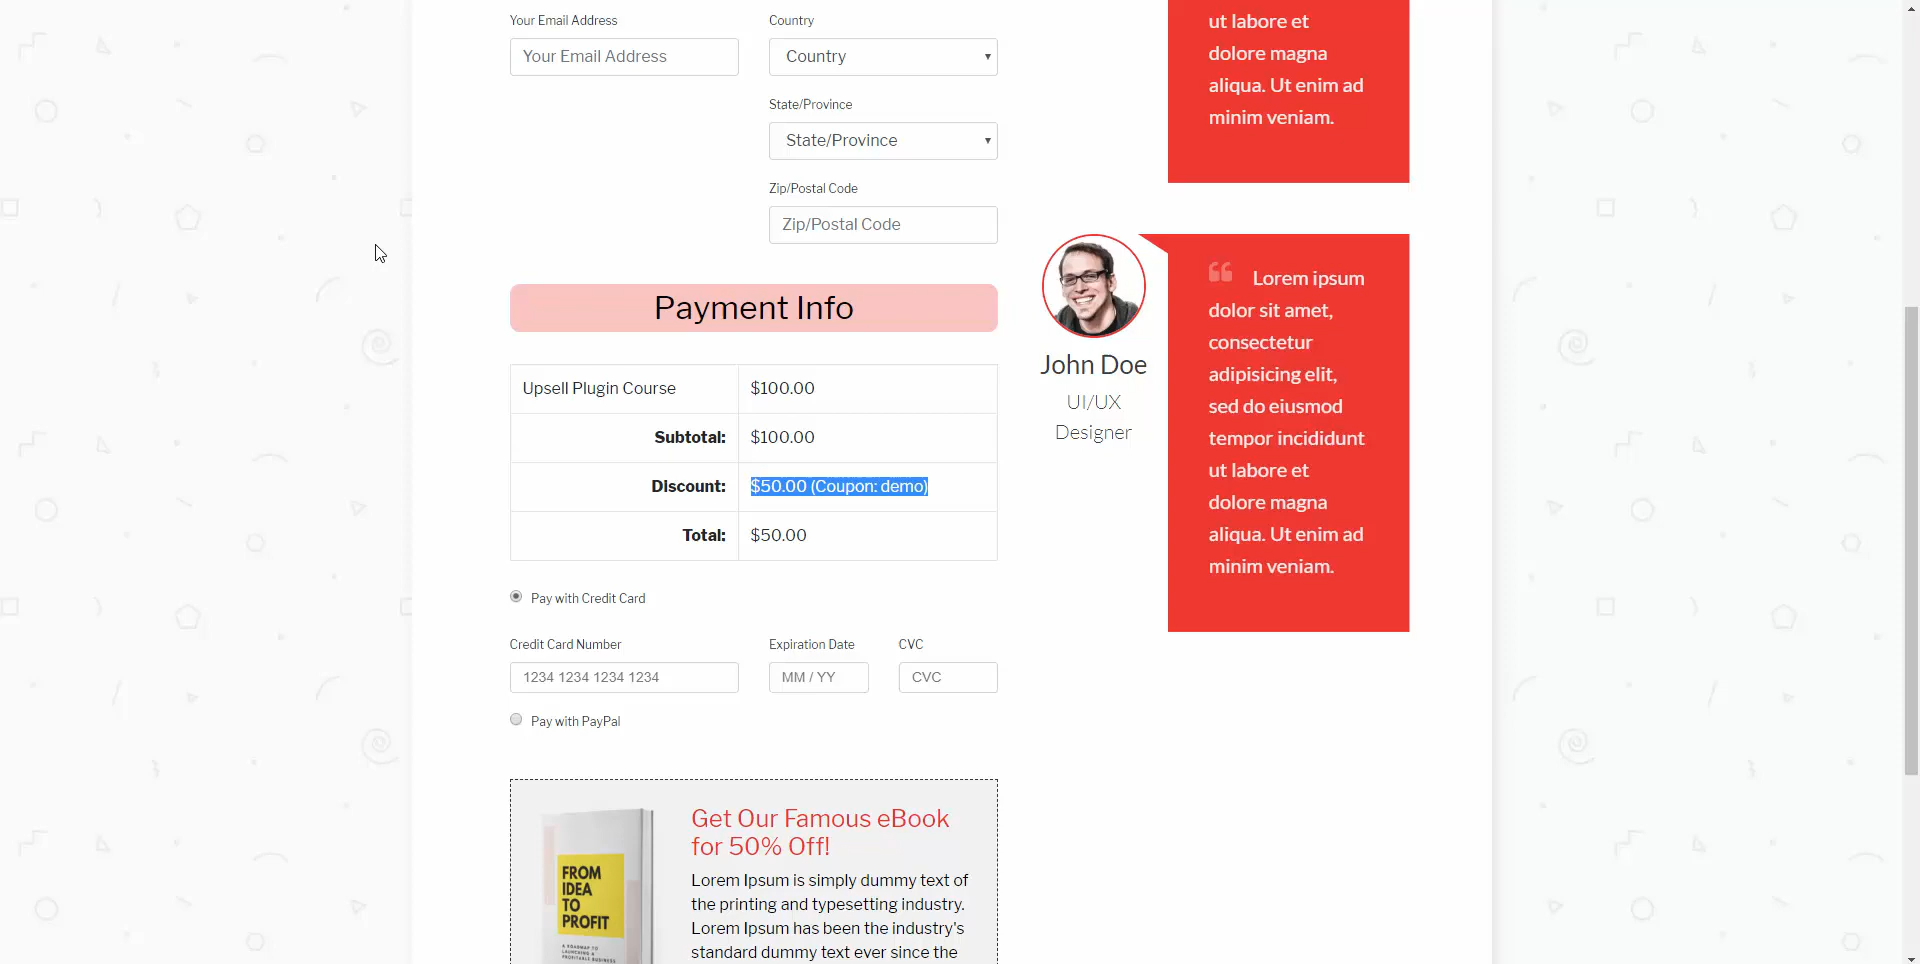 Your Email Address
Your Email Address
Country
Country
State/Province
State/Province
Zip/Postal Code
Zip/Postal Code
Payment Info
Upsell Plugin Course $100.00
Subtotal: $100.00
Discount: $50.00 (Coupon: demo)
Total: $50.00
Pay with Credit Card
Credit Card Number Expiration Date CVC
1234 1234 1234 1234 MM / YY CVC
Pay with PayPal
FROM
IDEA
TO
PROFIT
A ROADMAP TO
LAUNCHING A
PROFITABLE BUSINESS
Get Our Famous eBook
for 50% Off!
Lorem Ipsum is simply dummy text of
the printing and typesetting industry.
Lorem Ipsum has been the industry's
standard dummy text ever since the
ut labore et
dolore magna
aliqua. Ut enim ad
minim veniam.
John Doe
UI/UX
Designer
“ Lorem ipsum
dolor sit amet,
consectetur
adipisicing elit,
sed do eiusmod
tempor incididunt
ut labore et
dolore magna
aliqua. Ut enim ad
minim veniam.